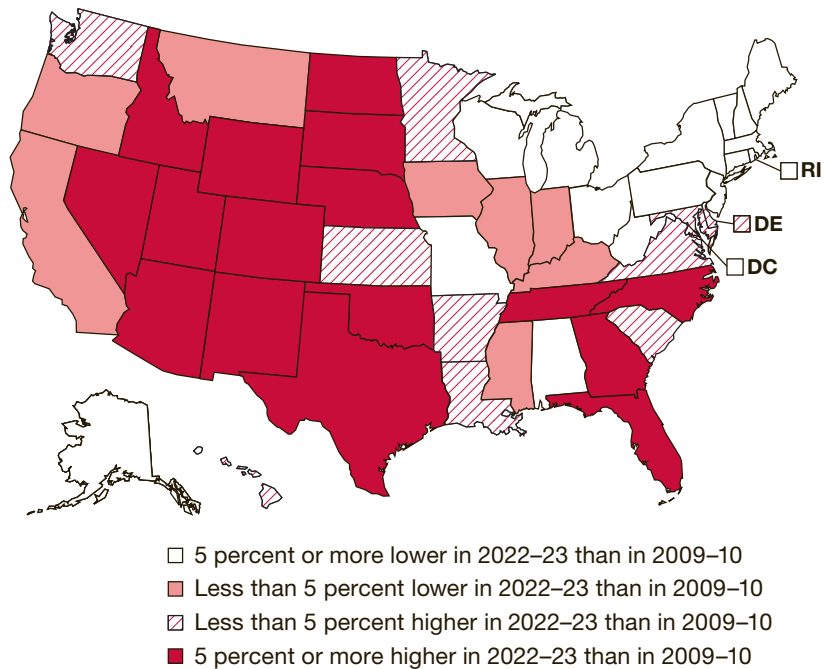 RI
DE
DC
5 percent or more lower in 2022–23 than in 2009–10
Less than 5 percent lower in 2022–23 than in 2009–10
Less than 5 percent higher in 2022–23 than in 2009–10
5 percent or more higher in 2022–23 than in 2009–10